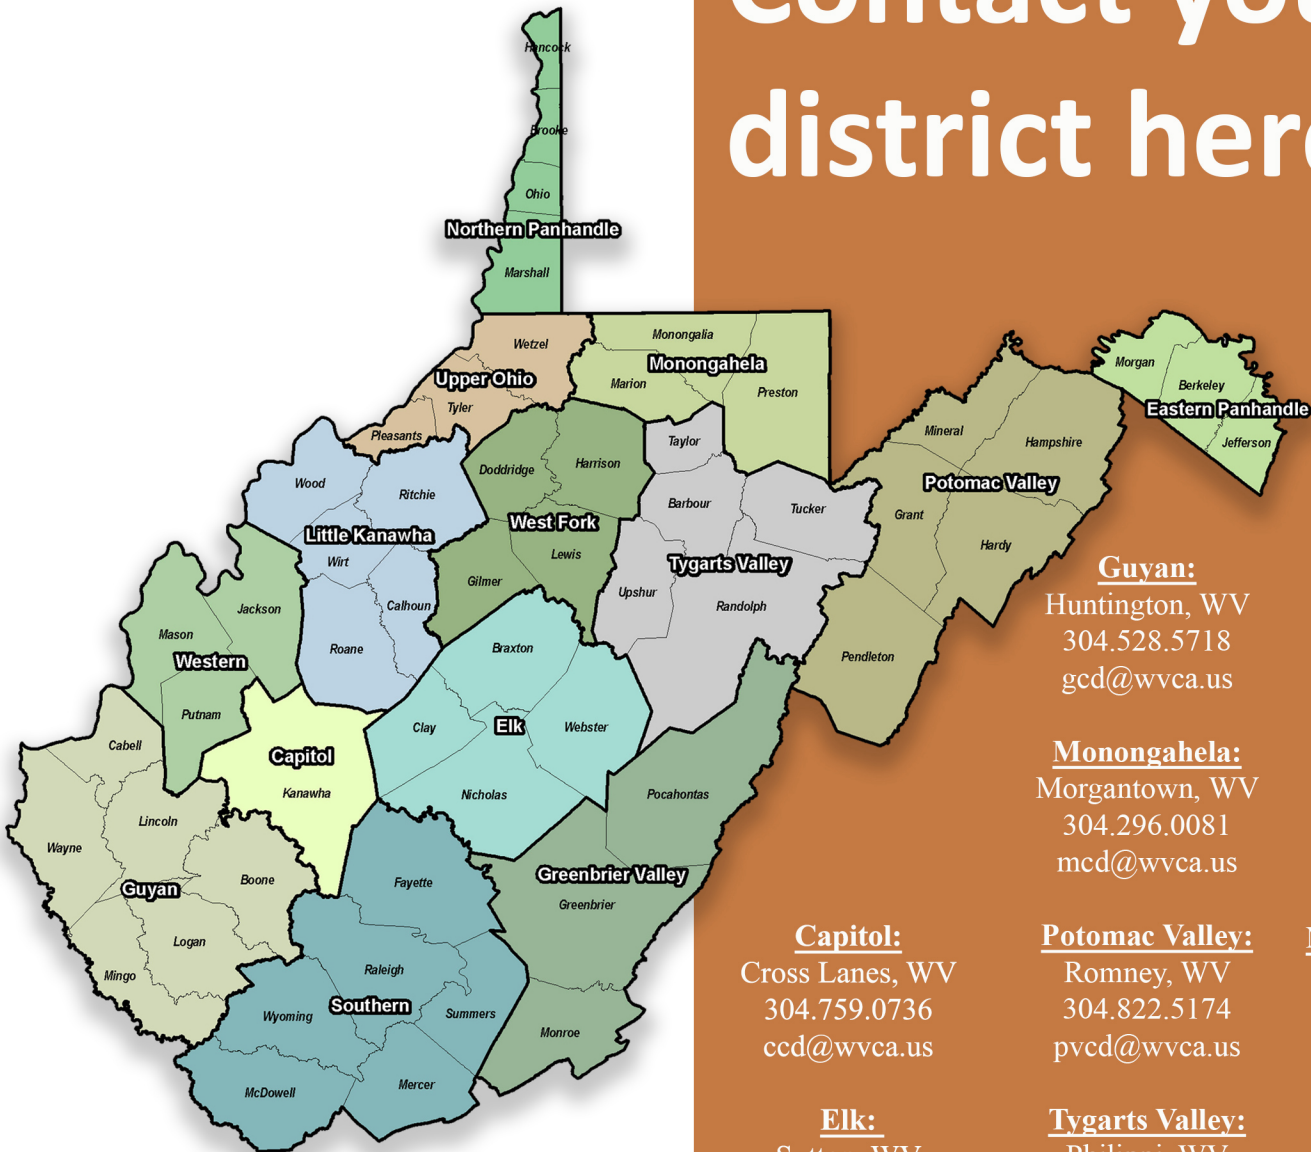 Contact you
district here
Hancock
Brooke
Ohio
Northern Panhandle
Marshall
Wetzel
Upper Ohio
Tyler
Pleasants
Monongalia
Monongahela
Marion
Preston
Morgan
Berkeley
Eastern Panhandle
Jefferson
Mineral
Hampshire
Potomac Valley
Grant
Hardy
Pendleton
Taylor
Barbour
Tucker
Tygarts Valley
Upshur
Randolph
Doddridge
Harrison
West Fork
Lewis
Gilmer
Wood
Ritchie
Little Kanawha
Wirt
Calhoun
Roane
Jackson
Mason
Western
Putnam
Braxton
Clay
Elk
Webster
Nicholas
Capitol
Kanawha
Pocahontas
Greenbrier Valley
Greenbrier
Monroe
Cabell
Lincoln
Wayne
Guyan
Boone
Logan
Mingo
Fayette
Raleigh
Southern
Wyoming
Summers
McDowell
Mercer
Guyan:
Huntington, WV
304.528.5718
gcd@wvca.us
Monongahela:
Morgantown, WV
304.296.0081
mcd@wvca.us
Capitol:
Cross Lanes, WV
304.759.0736
ccd@wvca.us
Potomac Valley:
Romney, WV
304.822.5174
pvcd@wvca.us
Elk:
Tygarts Valley:
Philippi, WV